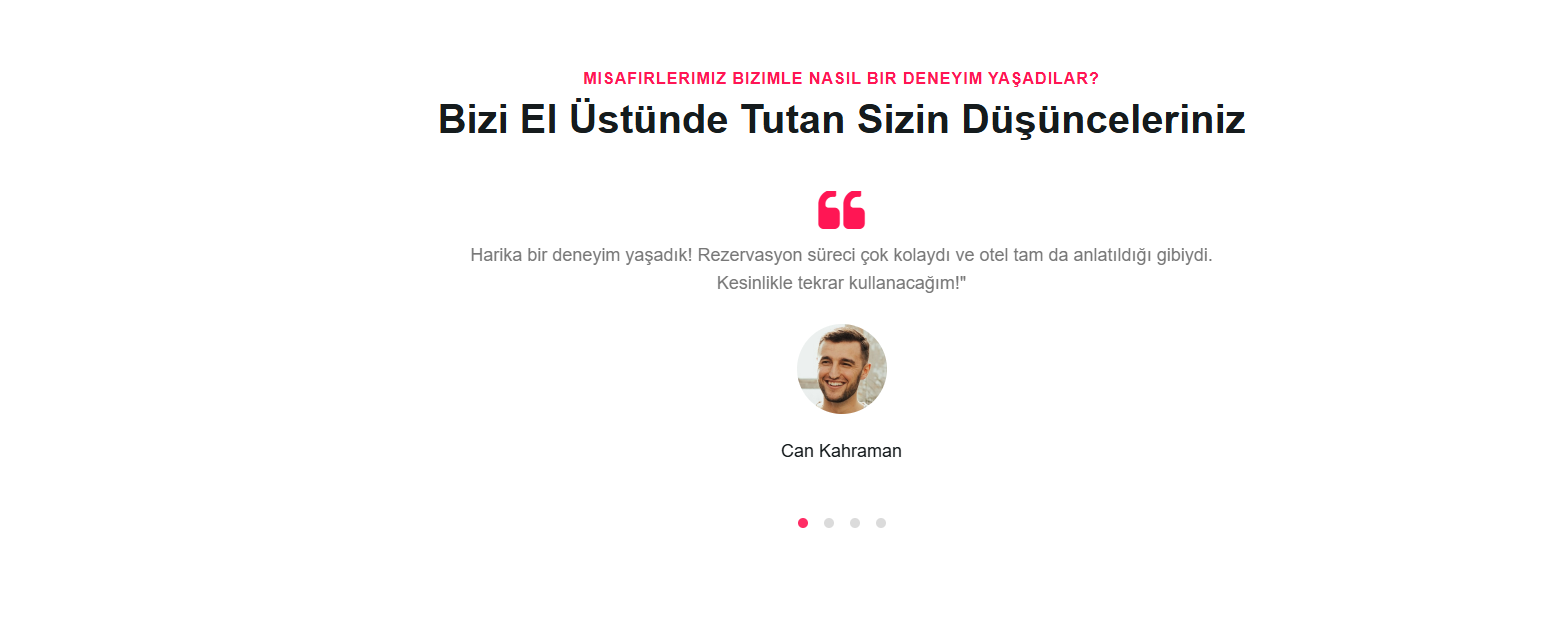 MISAFIRLERIMIZ BIZIMLE NASIL BIR DENEYIM YAŞADILAR?
Bizi El Üstünde Tutan Sizin Düşünceleriniz
Harika bir deneyim yaşadık! Rezervasyon süreci çok kolaydı ve otel tam da anlatıldığı gibiydi.
Kesinlikle tekrar kullanacağım!"
Can Kahraman